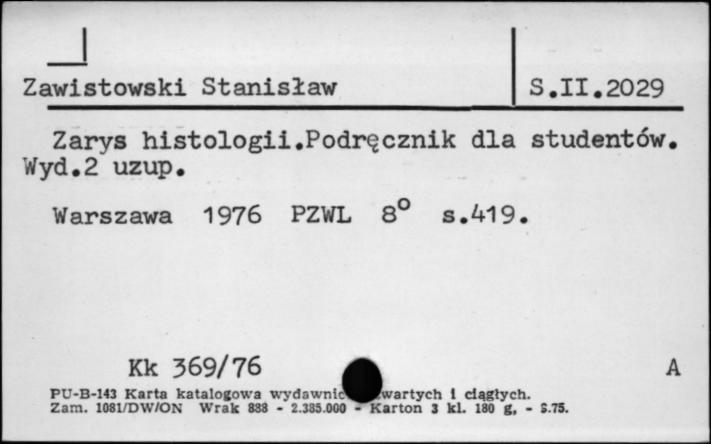 Zawistowski Stanisław S.II.2029
Zarys histologii.Podręcznik dla studentów.
Wyd.2 uzup.
Warszawa 1976 PZWL 8° s.419.
Kk 369/76 A
PU-B-143 Karta katalogowa wydawnic wartych i ciągłych.
Zam. 1081/DW/ON Wrak 888 - 2.385.000 - Karton 3 kl. 180 g, - S.75.